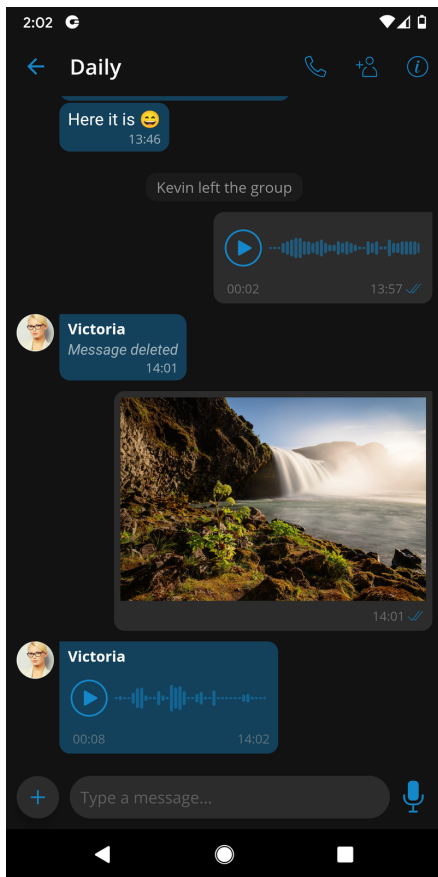 2:02
Daily
Here it is 😄
13:46
Kevin left the group
00:02 13:57
Victoria
Message deleted
14:01
14:01
Victoria
00:08 14:02
Type a message...